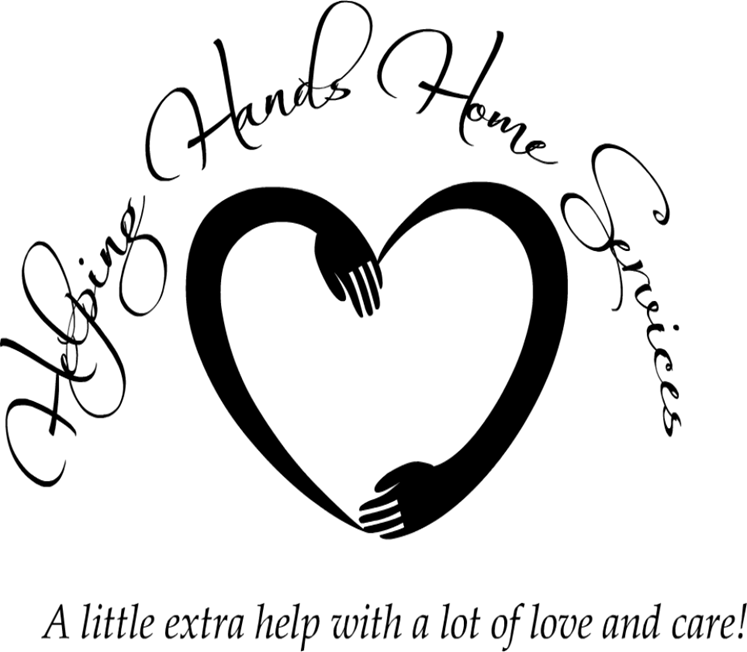 Helping Hands Home Services
A little extra help with a lot of love and care!